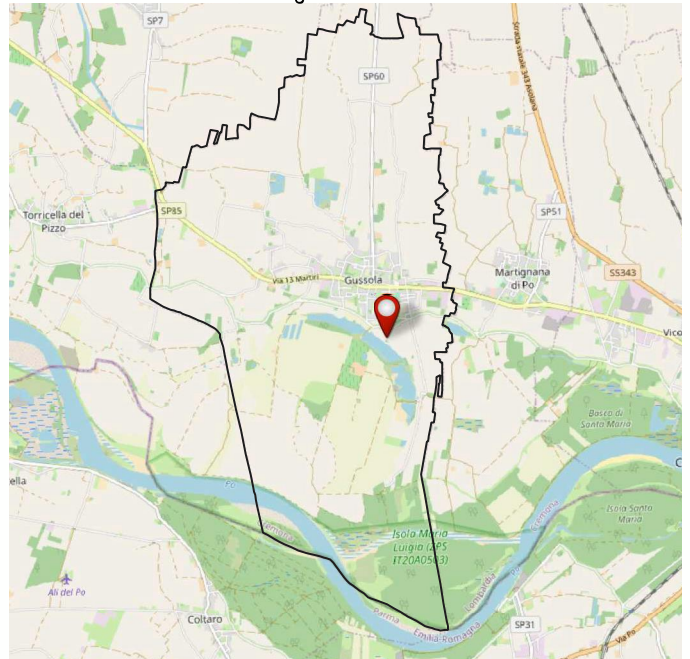 SP7
SP60
Strada statale 343 Asolana
Torricella del
Pizzo
SP85
SP51
Via 13 Martiri
Gussola
Martignana
di Po
SS343
Vico
Bosco di
Santa Maria
C
ella
Po
Cremona
Isola Maria
Luigia (ZPS
IT20A0503)
Cremona
Isola Santa
Maria
Lombardia
Po
Parma
Emilia-Romagna
Ali del Po
Coltaro
SP31
Via Po